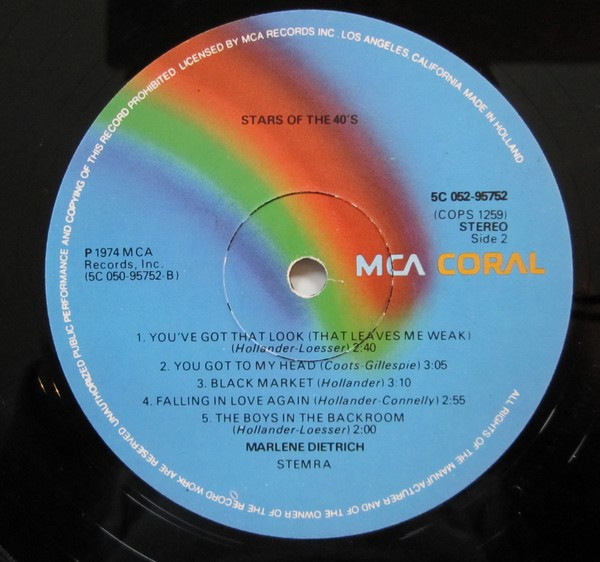 ALL RIGHTS OF THE MANUFACTURER AND OF THE OWNER OF THE RECORD WORK ARE RESERVED UNAUTHORIZED PUBLIC PERFORMANCE AND COPYING OF THIS RECORD PROHIBITED. LICENSED BY MCA RECORDS INC. LOS ANGELES, CALIFORNIA MADE IN HOLLAND
STARS OF THE 40'S
5C 052-95752
(COPS 1259)
STEREO
Side 2
P 1974 MCA
Records, Inc.
(5C 050-95752-B)
MCA CORAL
1. YOU'VE GOT THAT LOOK (THAT LEAVES ME WEAK)
(Hollander-Loesser) 2:40
2. YOU GOT TO MY HEAD (Coots-Gillespie) 3:05
3. BLACK MARKET (Hollander) 3:10
4. FALLING IN LOVE AGAIN (Hollander-Connelly) 2:55
5. THE BOYS IN THE BACKROOM
(Hollander-Loesser) 2:00
MARLENE DIETRICH
STEMRA